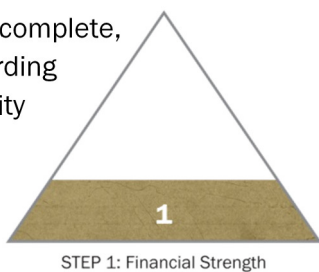 complete,
rding
ity
1
STEP 1: Financial Strength